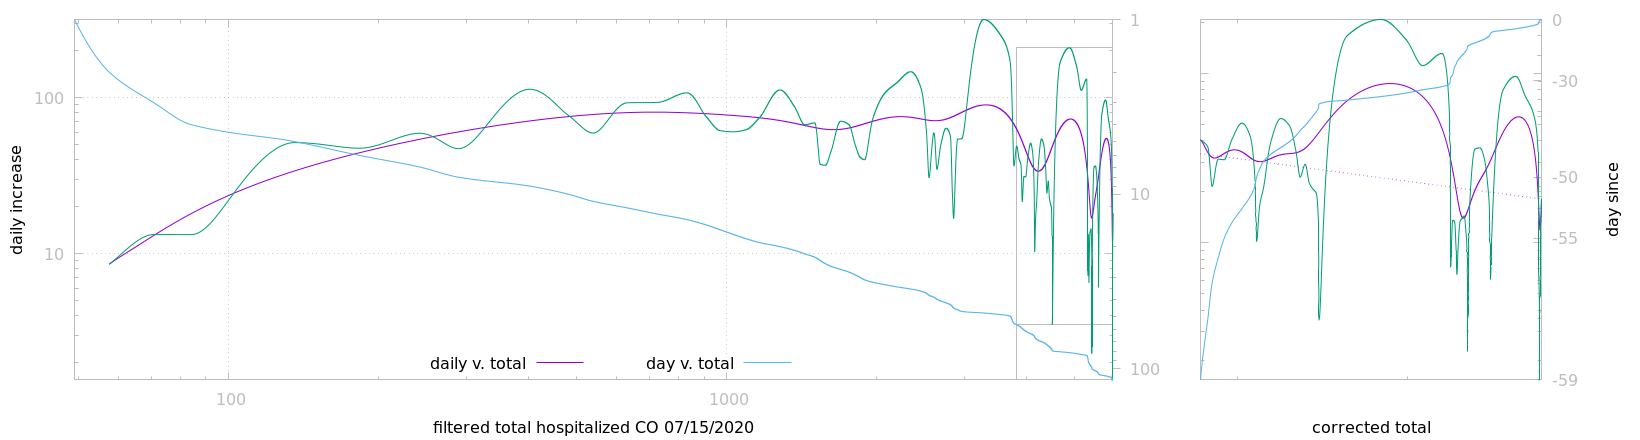 1
0
100
-30
daily increase
10
-50
day since
10
-55
daily v. total
day v. total
100
-59
100
1000
filtered total hospitalized CO 07/15/2020
corrected total